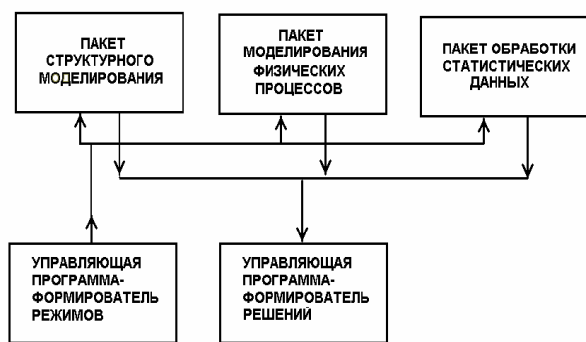 ПАКЕТ
СТРУКТУРНОГО
МОДЕЛИРОВАНИЯ
ПАКЕТ
МОДЕЛИРОВАНИЯ
ФИЗИЧЕСКИХ
ПРОЦЕССОВ
ПАКЕТ ОБРАБОТКИ
СТАТИСТИЧЕСКИХ
ДАННЫХ
УПРАВЛЯЮЩАЯ
ПРОГРАММА-
ФОРМИРОВАТЕЛЬ
РЕЖИМОВ
УПРАВЛЯЮЩАЯ
ПРОГРАММА-
ФОРМИРОВАТЕЛЬ
РЕШЕНИЙ